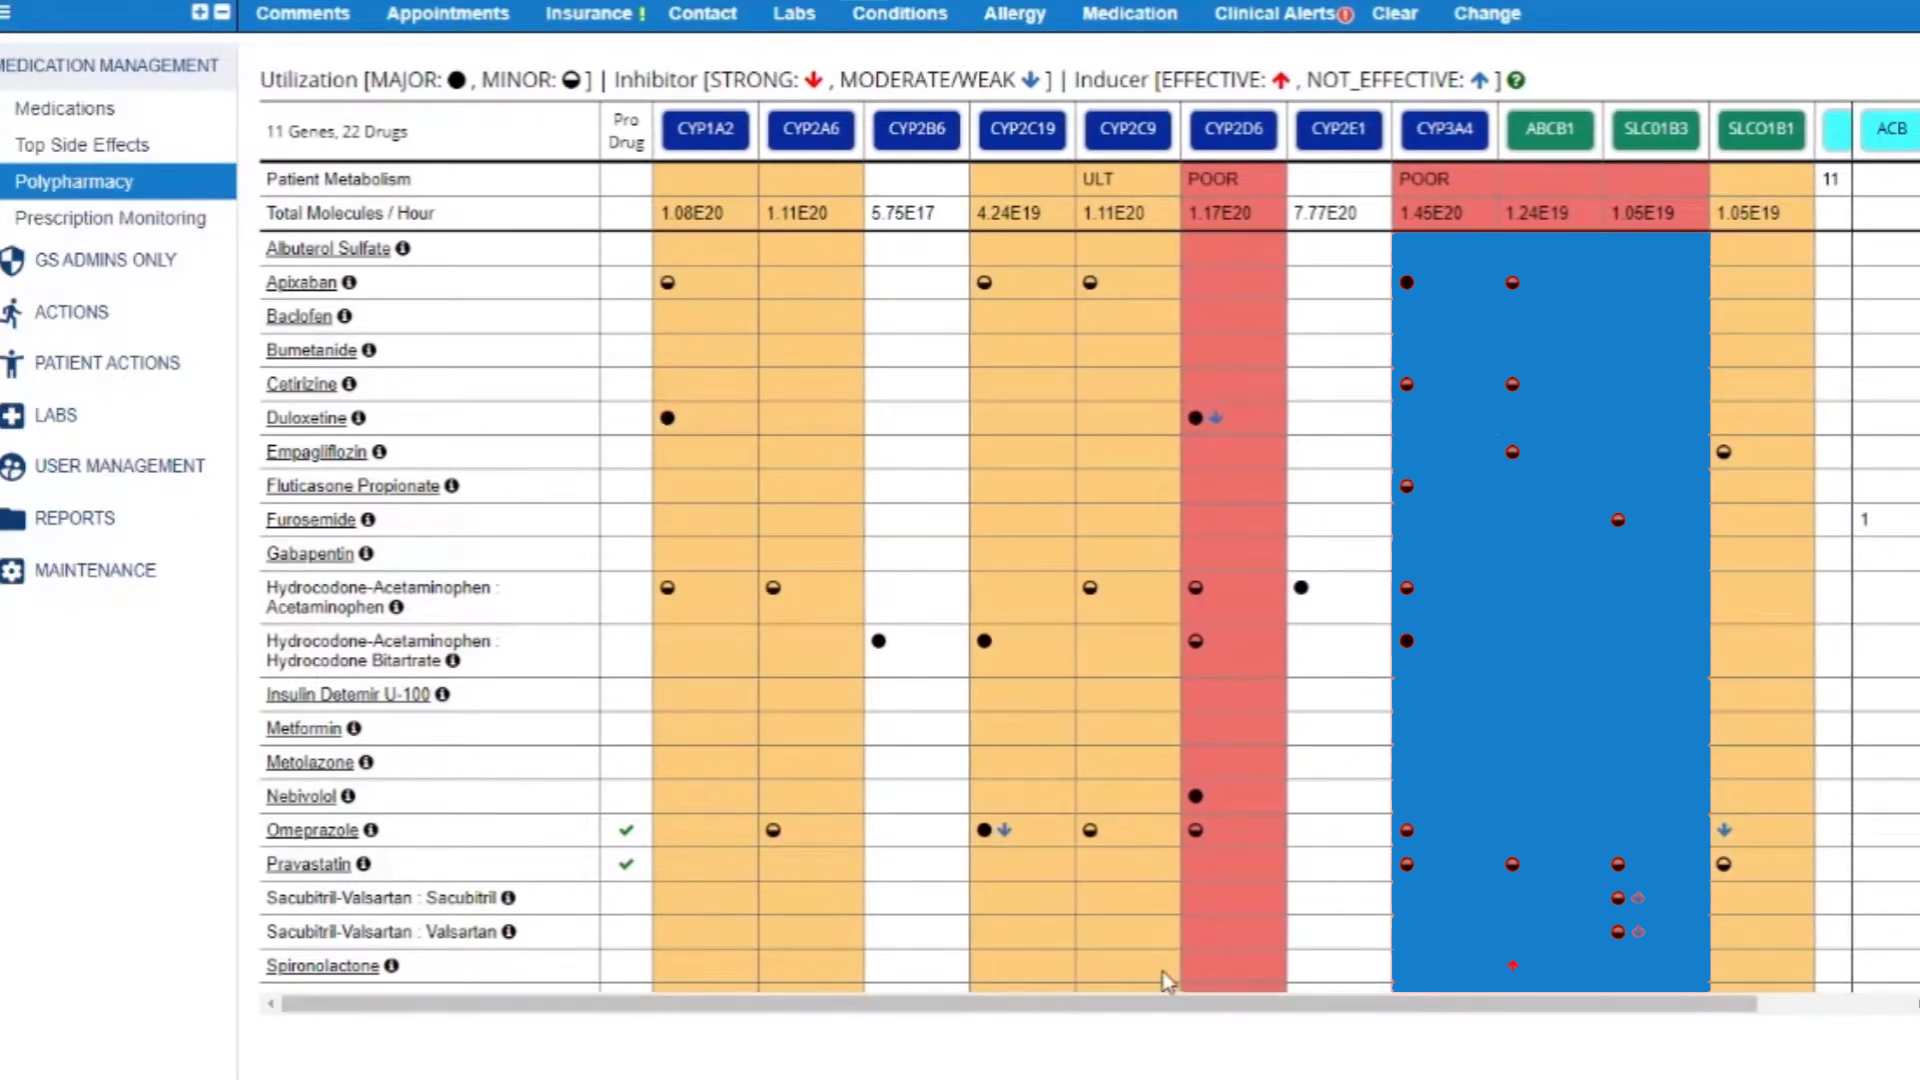 Comments Appointments Insurance ! Contact Labs Conditions Allergy Medication Clinical Alerts Clear Change
MEDICATION MANAGEMENT
Medications
Top Side Effects
Polypharmacy
Prescription Monitoring
GS ADMINS ONLY
ACTIONS
PATIENT ACTIONS
LABS
USER MANAGEMENT
REPORTS
MAINTENANCE
Utilization [MAJOR: , MINOR: ] | Inhibitor [STRONG: , MODERATE/WEAK ] | Inducer [EFFECTIVE: , NOT_EFFECTIVE: ]
11 Genes, 22 Drugs Pro Drug CYP1A2 CYP2A6 CYP2B6 CYP2C19 CYP2C9 CYP2D6 CYP2E1 CYP3A4 ABCB1 SLC01B3 SLCO1B1 ACB
Patient Metabolism ULT POOR POOR 11
Total Molecules / Hour 1.08E20 1.11E20 5.75E17 4.24E19 1.11E20 1.17E20 7.77E20 1.45E20 1.24E19 1.05E19 1.05E19
Albuterol Sulfate
Apixaban
Baclofen
Bumetanide
Cetirizine
Duloxetine
Empagliflozin
Fluticasone Propionate
Furosemide 1
Gabapentin
Hydrocodone-Acetaminophen :
Acetaminophen
Hydrocodone-Acetaminophen :
Hydrocodone Bitartrate
Insulin Detemir U-100
Metformin
Metolazone
Nebivolol
Omeprazole
Pravastatin
Sacubitril-Valsartan : Sacubitril
Sacubitril-Valsartan : Valsartan
Spironolactone